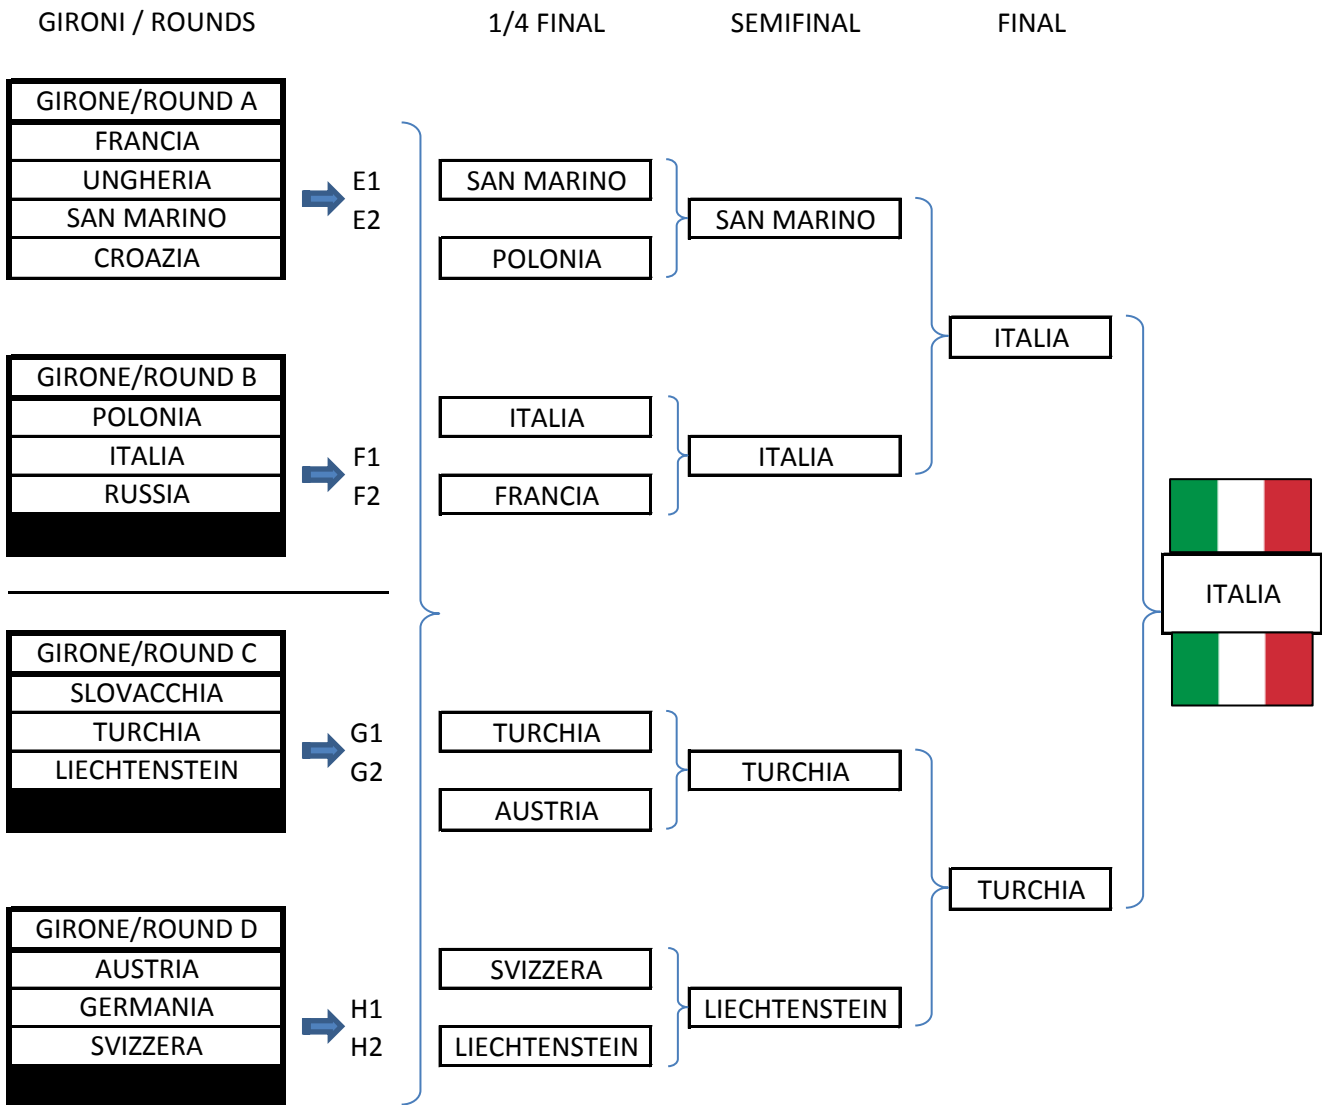 GIRONI / ROUNDS
1/4 FINAL
SEMIFINAL
FINAL
GIRONE/ROUND A
FRANCIA
UNGHERIA
SAN MARINO
CROAZIA
E1
E2
GIRONE/ROUND B
POLONIA
ITALIA
RUSSIA
F1
F2
GIRONE/ROUND C
SLOVACCHIA
TURCHIA
LIECHTENSTEIN
G1
G2
GIRONE/ROUND D
AUSTRIA
GERMANIA
SVIZZERA
H1
H2
SAN MARINO
POLONIA
ITALIA
FRANCIA
TURCHIA
AUSTRIA
SVIZZERA
LIECHTENSTEIN
SAN MARINO
ITALIA
TURCHIA
LIECHTENSTEIN
ITALIA
TURCHIA
ITALIA